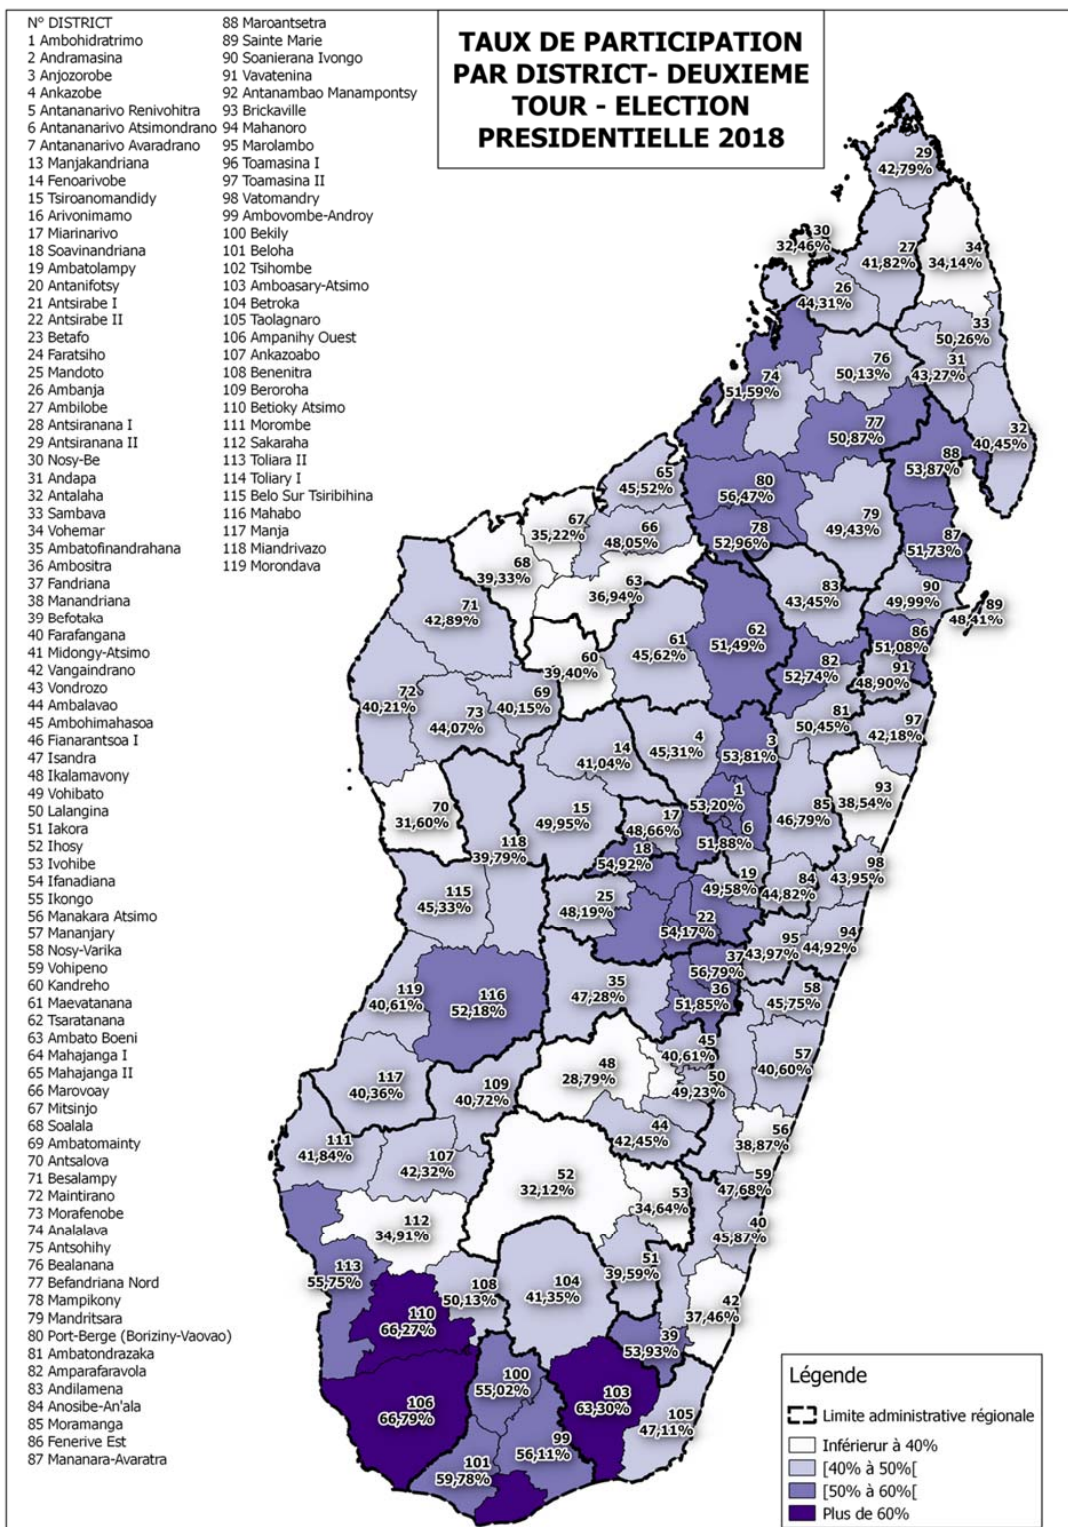 TAUX DE PARTICIPATION
PAR DISTRICT- DEUXIEME
TOUR - ELECTION
PRESIDENTIELLE 2018
N° DISTRICT
1 Ambohidratrimo
2 Andramasina
3 Anjozorobe
4 Ankazobe
5 Antananarivo Renivohitra
6 Antananarivo Atsimondrano
7 Antananarivo Avaradrano
13 Manjakandriana
14 Fenoarivobe
15 Tsiroanomandidy
16 Arivonimamo
17 Miarinarivo
18 Soavinandriana
19 Ambatolampy
20 Antanifotsy
21 Antsirabe I
22 Antsirabe II
23 Betafo
24 Faratsiho
25 Mandoto
26 Ambanja
27 Ambilobe
28 Antsiranana I
29 Antsiranana II
30 Nosy-Be
31 Andapa
32 Antalaha
33 Sambava
34 Vohemar
35 Ambatofinandrahana
36 Ambositra
37 Fandriana
38 Manandriana
39 Befotaka
40 Farafangana
41 Midongy-Atsimo
42 Vangaindrano
43 Vondrozo
44 Ambalavao
45 Ambohimahasoa
46 Fianarantsoa I
47 Isandra
48 Ikalamavony
49 Vohibato
50 Lalangina
51 Iakora
52 Ihosy
53 Ivohibe
54 Ifanadiana
55 Ikongo
56 Manakara Atsimo
57 Mananjary
58 Nosy-Varika
59 Vohipeno
60 Kandreho
61 Maevatanana
62 Tsaratanana
63 Ambato Boeni
64 Mahajanga I
65 Mahajanga II
66 Marovoay
67 Mitsinjo
68 Soalala
69 Ambatomainty
70 Antsalova
71 Besalampy
72 Maintirano
73 Morafenobe
74 Analalava
75 Antsohihy
76 Bealanana
77 Befandriana Nord
78 Mampikony
79 Mandritsara
80 Port-Berge (Boriziny-Vaovao)
81 Ambatondrazaka
82 Amparafaravola
83 Andilamena
84 Anosibe-An'ala
85 Moramanga
86 Fenerive Est
87 Mananara-Avaratra
88 Maroantsetra
89 Sainte Marie
90 Soanierana Ivongo
91 Vavatenina
92 Antanambao Manampontsy
93 Brickaville
94 Mahanoro
95 Marolambo
96 Toamasina I
97 Toamasina II
98 Vatomandry
99 Ambovombe-Androy
100 Bekily
101 Beloha
102 Tsihombe
103 Amboasary-Atsimo
104 Betroka
105 Taolagnaro
106 Ampanihy Ouest
107 Ankazoabo
108 Benenitra
109 Beroroha
110 Betioky Atsimo
111 Morombe
112 Sakaraha
113 Toliara II
114 Toliary I
115 Belo Sur Tsiribihina
116 Mahabo
117 Manja
118 Miandrivazo
119 Morondava
29
42,79%
30
32,46%
27
41,82%
34
34,14%
26
44,31%
33
50,26%
76
50,13%
31
43,27%
74
51,59%
77
50,87%
32
40,45%
88
53,87%
65
45,52%
80
56,47%
79
49,43%
67
35,22%
66
48,05%
78
52,96%
87
51,73%
68
39,33%
63
36,94%
83
43,45%
90
49,99%
89
48,41%
71
42,89%
61
45,62%
62
51,49%
86
51,08%
60
39,40%
82
52,74%
91
48,90%
72
40,21%
69
40,15%
73
44,07%
81
50,45%
97
42,18%
14
41,04%
4
45,31%
3
53,81%
93
38,54%
70
31,60%
15
49,95%
1
53,20%
85
46,79%
17
48,66%
6
51,88%
118
39,79%
18
54,92%
98
43,95%
19
49,58%
84
44,82%
115
45,33%
25
48,19%
22
54,17%
95
43,97%
94
44,92%
37
56,79%
119
40,61%
116
52,18%
35
47,28%
36
51,85%
58
45,75%
45
40,61%
57
40,60%
48
28,79%
50
49,23%
117
40,36%
109
40,72%
44
42,45%
56
38,87%
111
41,84%
107
42,32%
52
32,12%
53
34,64%
59
47,68%
112
34,91%
40
45,87%
51
39,59%
113
55,75%
108
50,13%
104
41,35%
42
37,46%
110
66,27%
39
53,93%
100
55,02%
103
63,30%
106
66,79%
105
47,11%
99
56,11%
101
59,78%
Légende
Limite administrative régionale
Inférierur à 40%
[40% à 50%[
[50% à 60%[
Plus de 60%